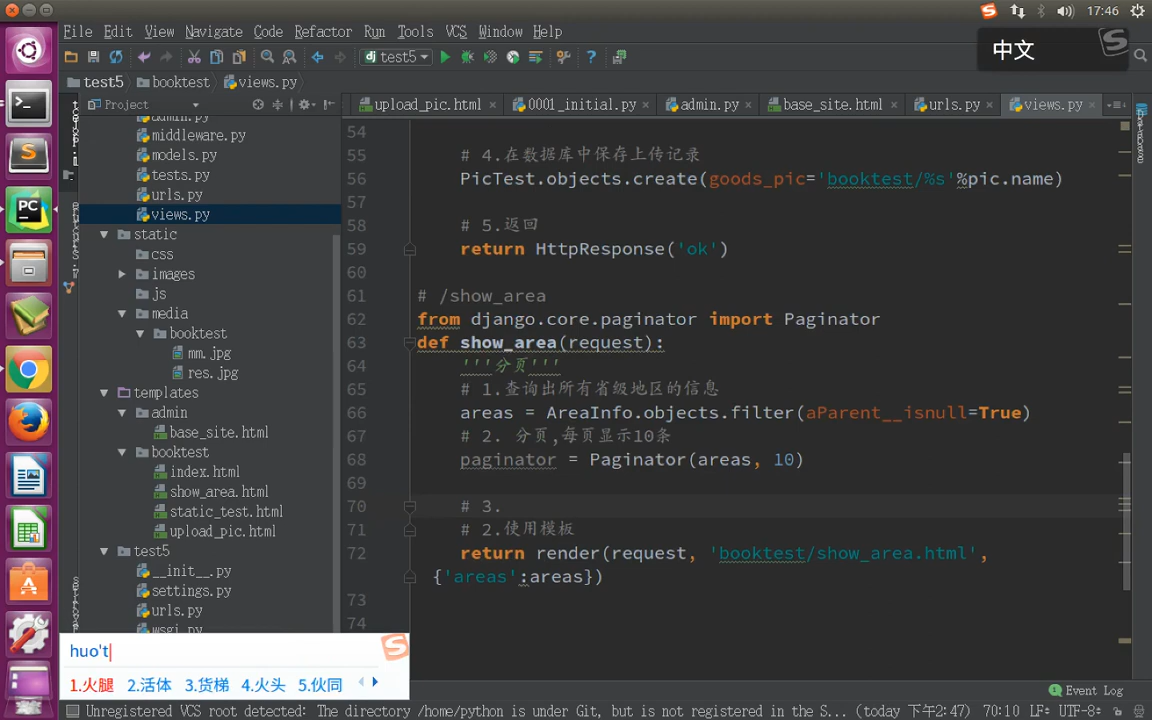 17:46
File Edit View Navigate Code Refactor Run Tools VCS Window Help
中文
test5
test5 booktest views.py
Project
upload_pic.html 0001_initial.py admin.py base_site.html urls.py views.py
admin.py
middleware.py
models.py
tests.py
urls.py
views.py
static
css
images
js
media
booktest
mm.jpg
res.jpg
templates
admin
base_site.html
booktest
index.html
show_area.html
static_test.html
upload_pic.html
test5
__init__.py
settings.py
urls.py
wsgi.py
54
55 # 4.在数据库中保存上传记录
56 PicTest.objects.create(goods_pic='booktest/%s'%pic.name)
57
58 # 5.返回
59 return HttpResponse('ok')
60
61 # /show_area
62 from django.core.paginator import Paginator
63 def show_area(request):
64 '''分页'''
65 # 1.查询出所有省级地区的信息
66 areas = AreaInfo.objects.filter(aParent__isnull=True)
67 # 2. 分页,每页显示10条
68 paginator = Paginator(areas, 10)
69
70 # 3.
71 # 2.使用模板
72 return render(request, 'booktest/show_area.html',
{'areas':areas})
73
74
huo't
1.火腿 2.活体 3.货梯 4.火头 5.伙同
Event Log
Unregistered VCS root detected: The directory /home/python is under Git, but is not registered in the S... (today 下午2:47) 70:10 LF÷ UTF-8÷